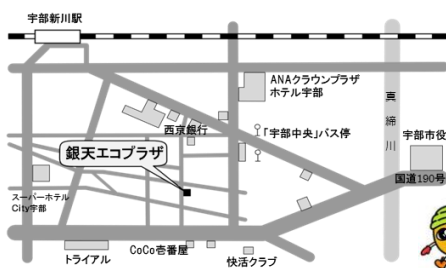 宇部新川駅
ANAクラウンプラザ
ホテル宇部
西京銀行
「宇部中央」バス停
真締川
宇部市役
国道190号
銀天エコプラザ
スーパーホテル
City宇部
トライアル
CoCo壱番屋
快活クラブ